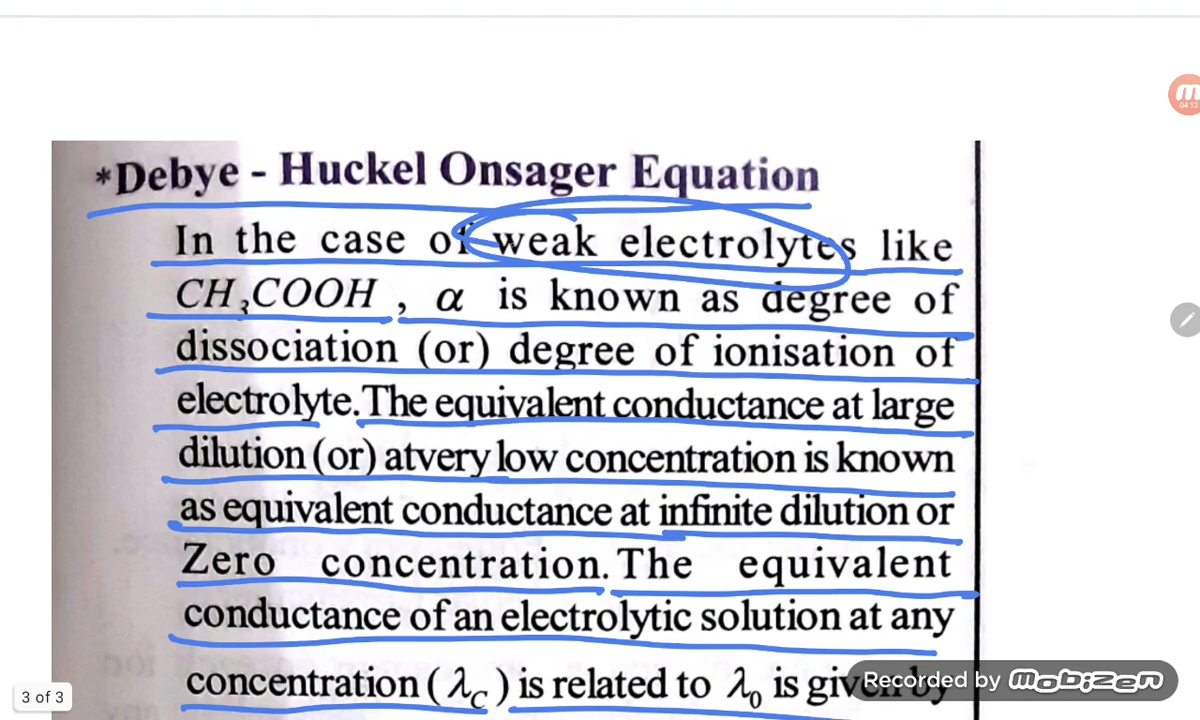 04:12
*Debye - Huckel Onsager Equation
In the case of weak electrolytes like
CH₃COOH , α is known as degree of
dissociation (or) degree of ionisation of
electrolyte. The equivalent conductance at large
dilution (or) atvery low concentration is known
as equivalent conductance at infinite dilution or
Zero concentration. The equivalent
conductance of an electrolytic solution at any
concentration (λC) is related to λ₀ is given by
3 of 3
Recorded by mobizen